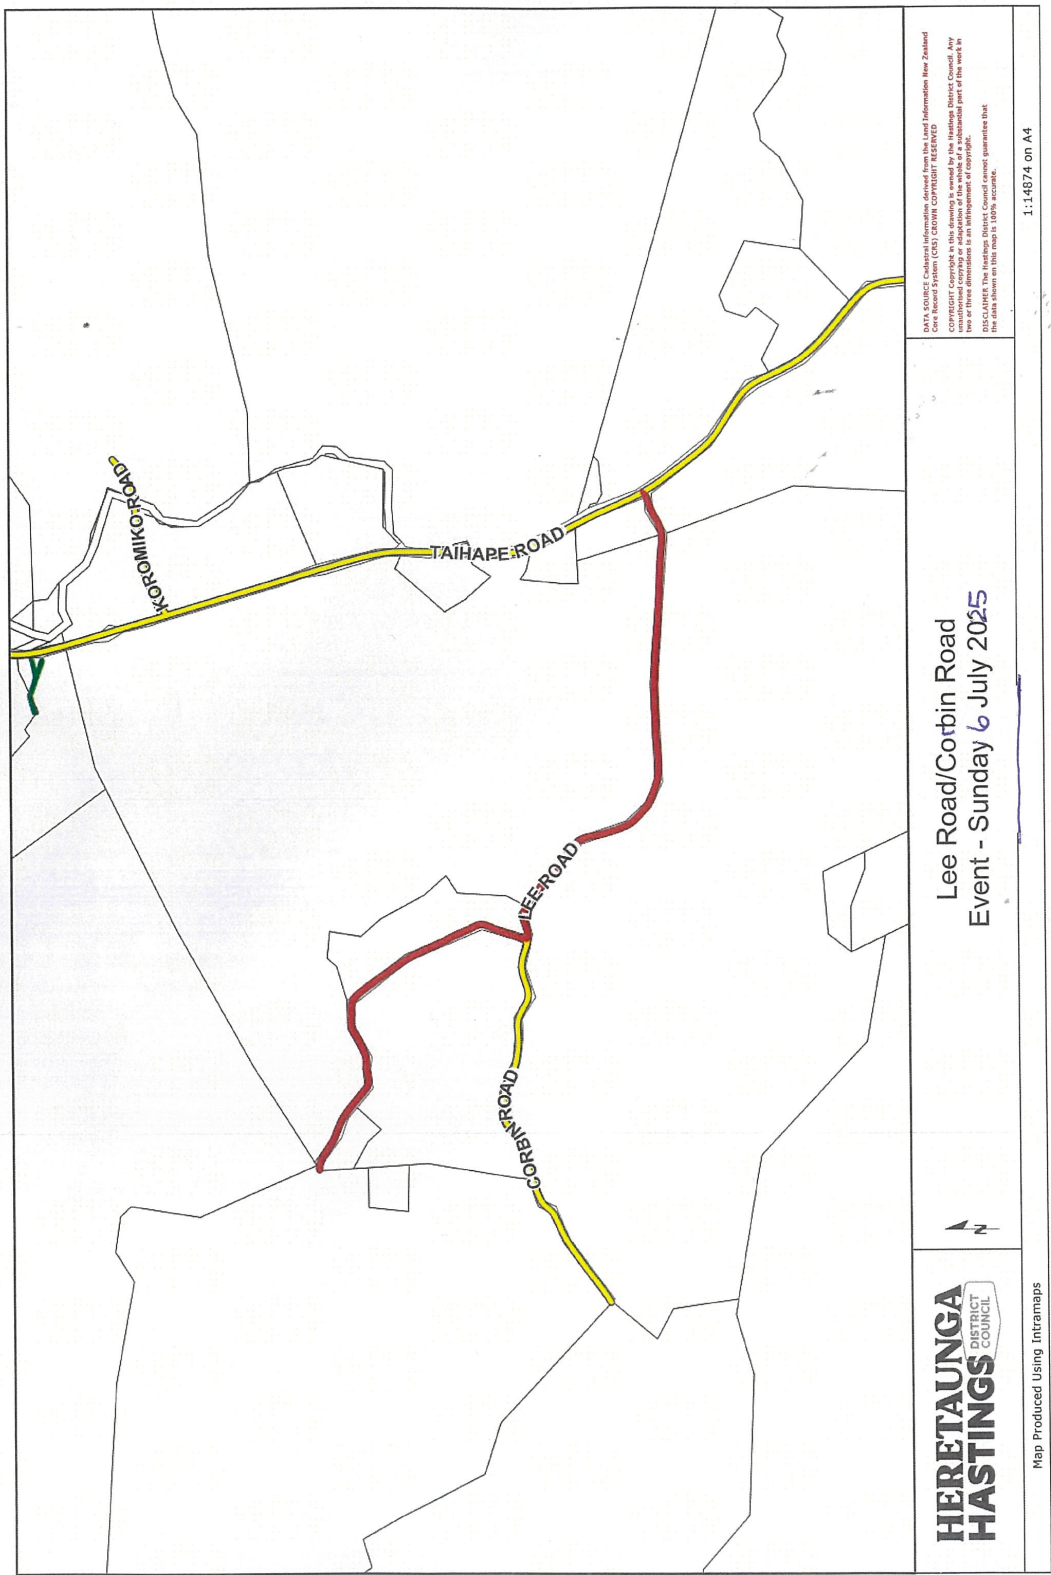 KOROMIKO ROAD
TAIHAPE ROAD
LEE ROAD
CORBIN ROAD
HERETAUNGA
HASTINGS
DISTRICT
COUNCIL
N
Lee Road/Corbin Road
Event - Sunday 6 July 2025
DATA SOURCE Cadastral Information derived from the Land Information New Zealand
Core Record System (CRS) CROWN COPYRIGHT RESERVED
COPYRIGHT Copyright in this drawing is owned by the Hastings District Council. Any
unauthorised copying or adaptation of the whole of a substantial part of the work in
two or three dimensions is an infringement of copyright.
DISCLAIMER The Hastings District Council cannot guarantee that
the data shown on this map is 100% accurate.
Map Produced Using Intramaps
1:14874 on A4